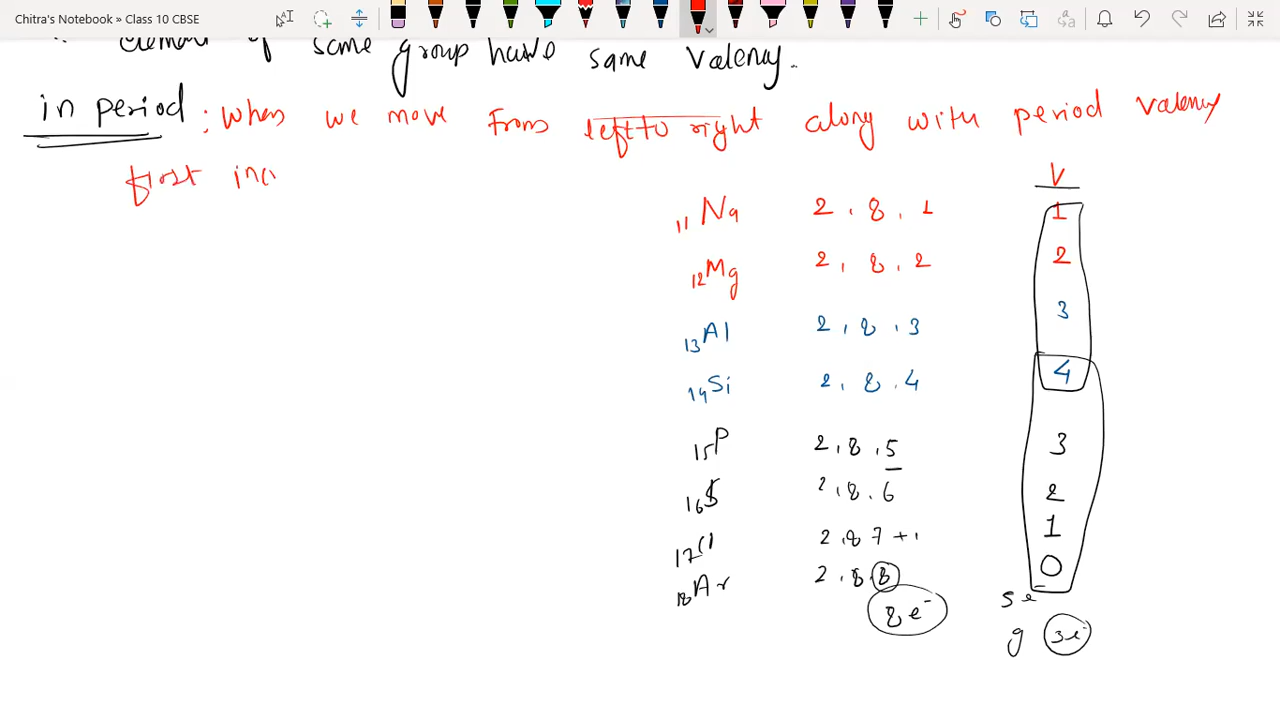 Chitra's Notebook » Class 10 CBSE
of same group have same valency.
in period : When we move from left to right along with period valency
first inc
V
11Na 2, 8, 1 1
12Mg 2, 8, 2 2
13Al 2, 8, 3 3
14Si 2, 8, 4 4
15P 2, 8, 5 3
16S 2, 8, 6 2
17Cl 2, 8 7 + 1 1
18Ar 2, 8, 8 0
8e⁻ 5e⁻
g 3e⁻